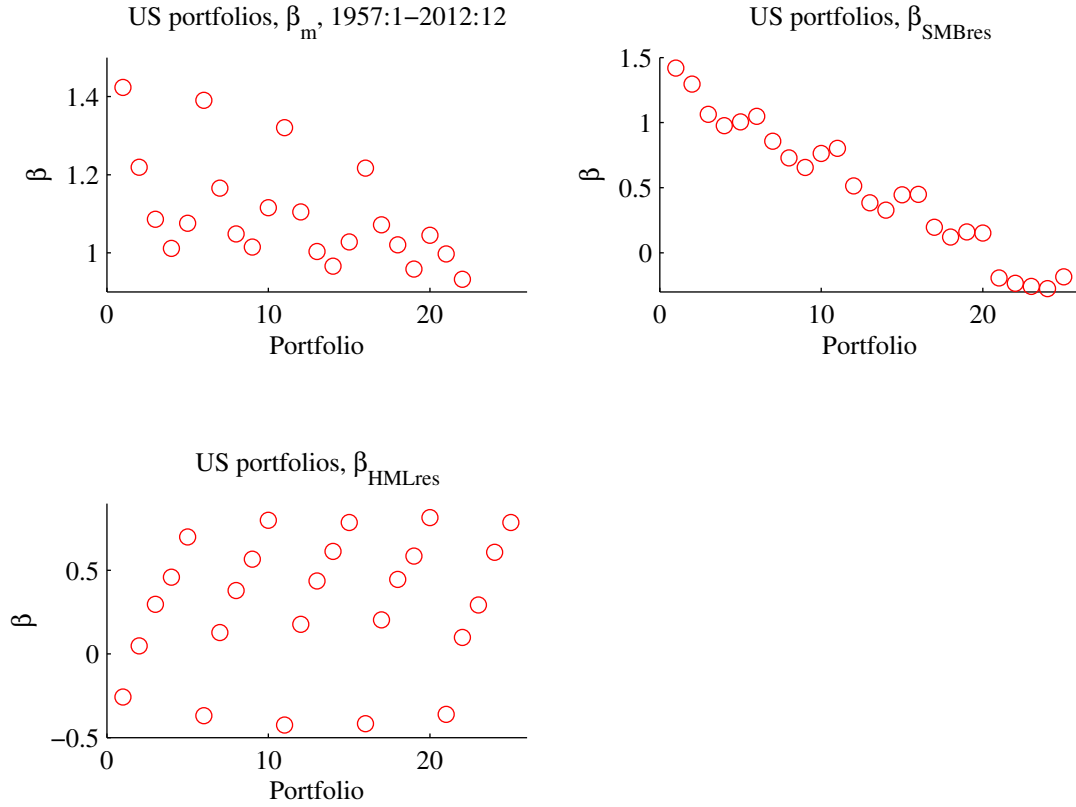 US portfolios, β_m, 1957:1−2012:12
1.4
1.2
1
β
0
10
20
Portfolio
US portfolios, β_SMBres
1.5
1
0.5
0
β
0
10
20
Portfolio
US portfolios, β_HMLres
0.5
0
−0.5
β
0
10
20
Portfolio